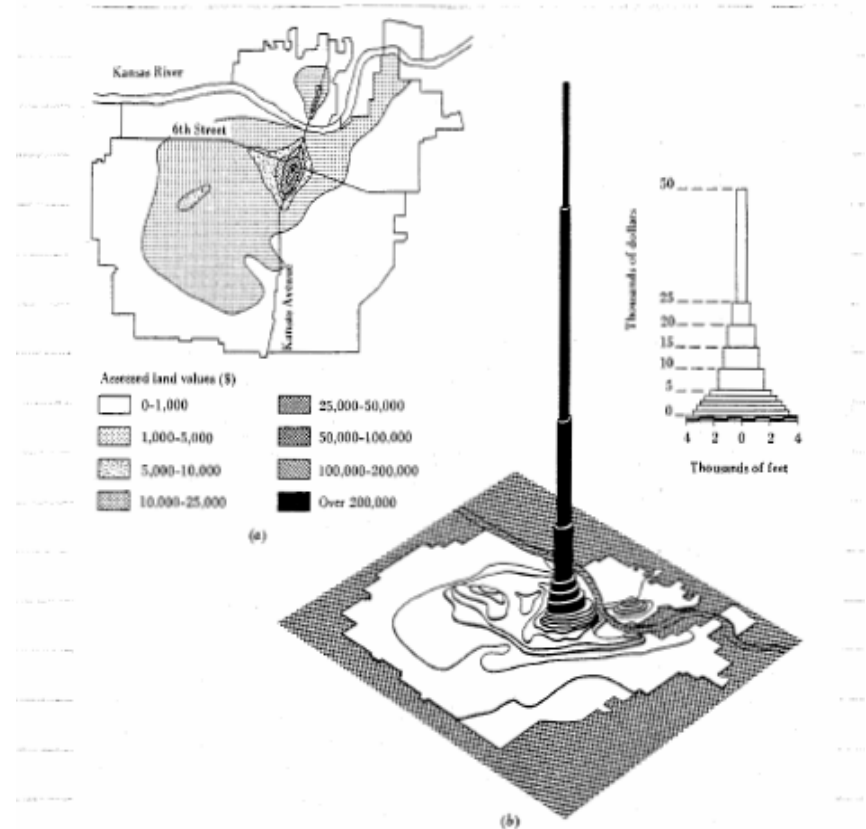 Kansas River
6th Street
Kansas Avenue
Assessed land values ($)
0-1,000
1,000-5,000
5,000-10,000
10,000-25,000
25,000-50,000
50,000-100,000
100,000-200,000
Over 200,000
(a)
Thousands of dollars
50
25
20
15
10
5
0
4 2 0 2 4
Thousands of feet
(b)